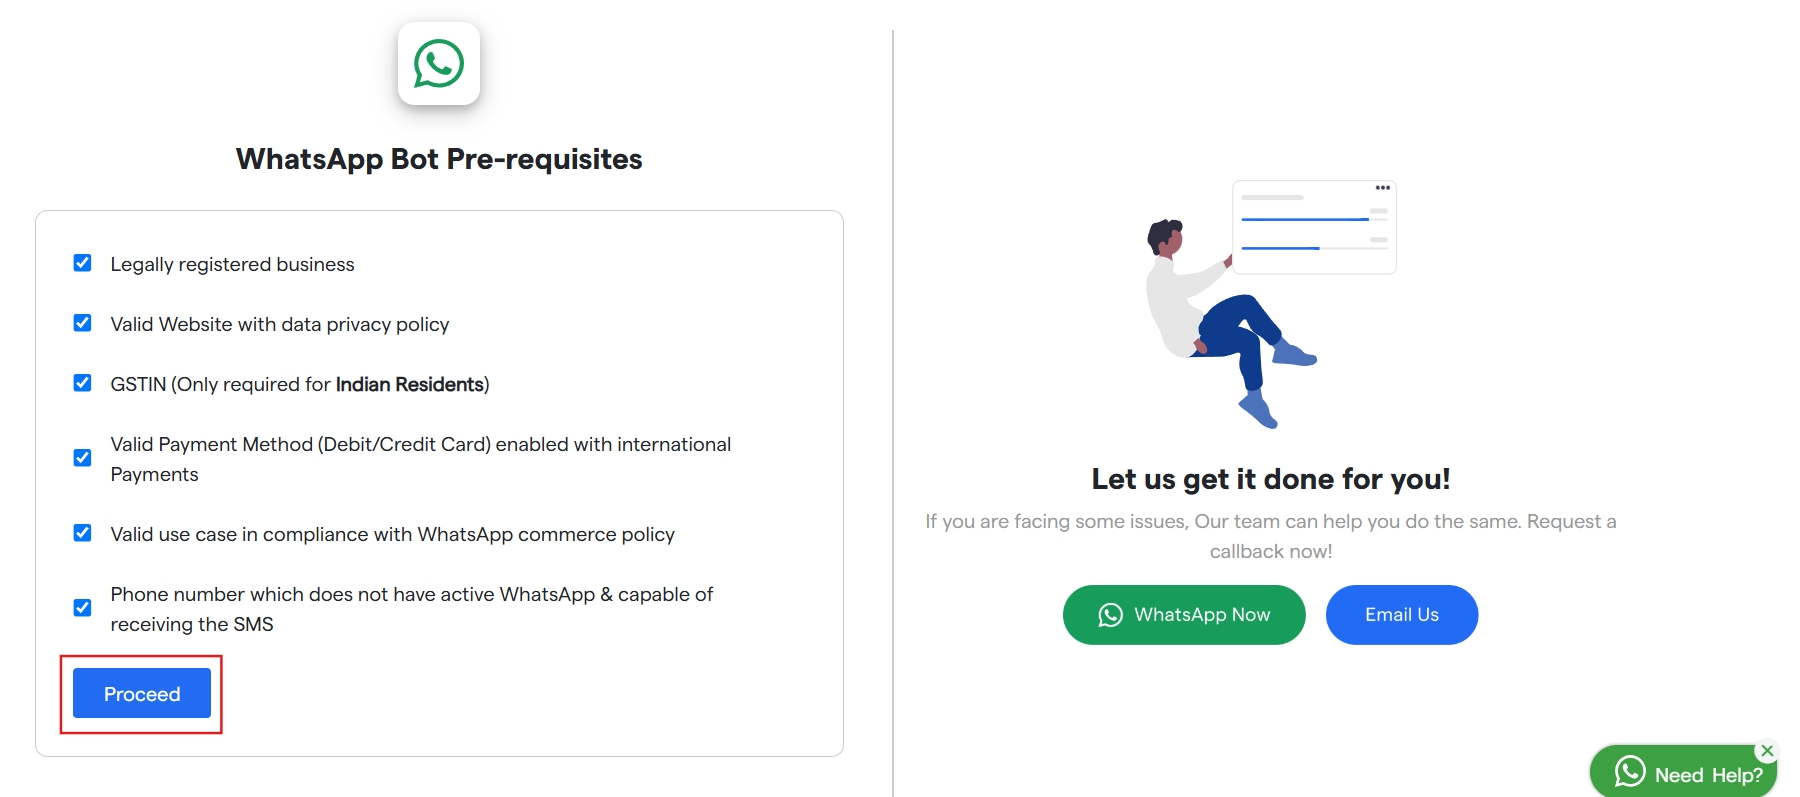 WhatsApp Bot Pre-requisites
Legally registered business
Valid Website with data privacy policy
GSTIN (Only required for Indian Residents)
Valid Payment Method (Debit/Credit Card) enabled with international
Payments
Valid use case in compliance with WhatsApp commerce policy
Phone number which does not have active WhatsApp & capable of
receiving the SMS
Proceed
Let us get it done for you!
If you are facing some issues, Our team can help you do the same. Request a
callback now!
WhatsApp Now
Email Us
Need Help?